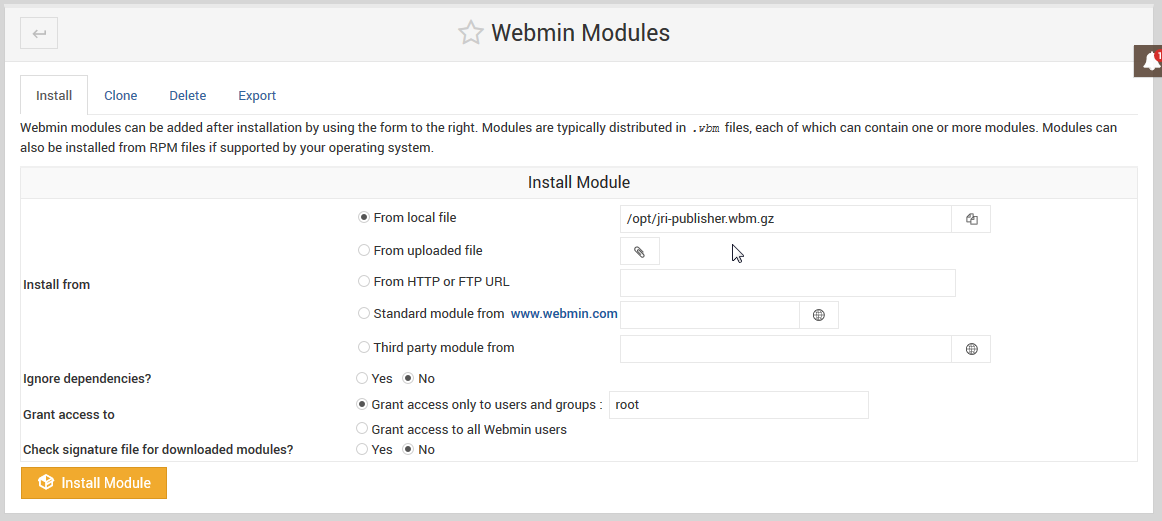 Webmin Modules
1
Install Clone Delete Export
Webmin modules can be added after installation by using the form to the right. Modules are typically distributed in .wbm files, each of which can contain one or more modules. Modules can
also be installed from RPM files if supported by your operating system.
Install Module
Install from
From local file /opt/jri-publisher.wbm.gz
From uploaded file
From HTTP or FTP URL
Standard module from www.webmin.com
Third party module from
Ignore dependencies? Yes No
Grant access to
Grant access only to users and groups : root
Grant access to all Webmin users
Check signature file for downloaded modules? Yes No
Install Module